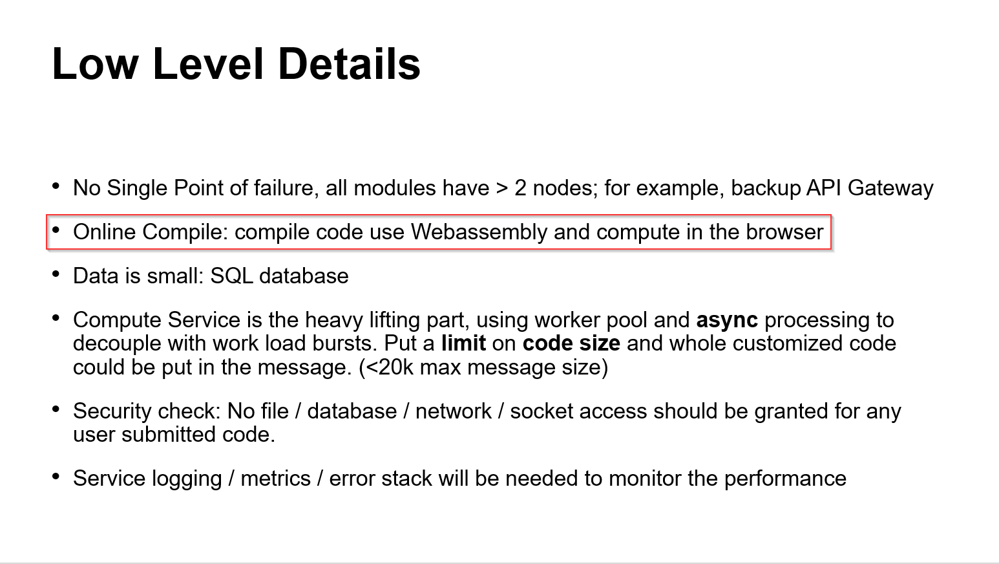 Low Level Details
• No Single Point of failure, all modules have > 2 nodes; for example, backup API Gateway
• Online Compile: compile code use Webassembly and compute in the browser
• Data is small: SQL database
• Compute Service is the heavy lifting part, using worker pool and async processing to
decouple with work load bursts. Put a limit on code size and whole customized code
could be put in the message. (<20k max message size)
• Security check: No file / database / network / socket access should be granted for any
user submitted code.
• Service logging / metrics / error stack will be needed to monitor the performance